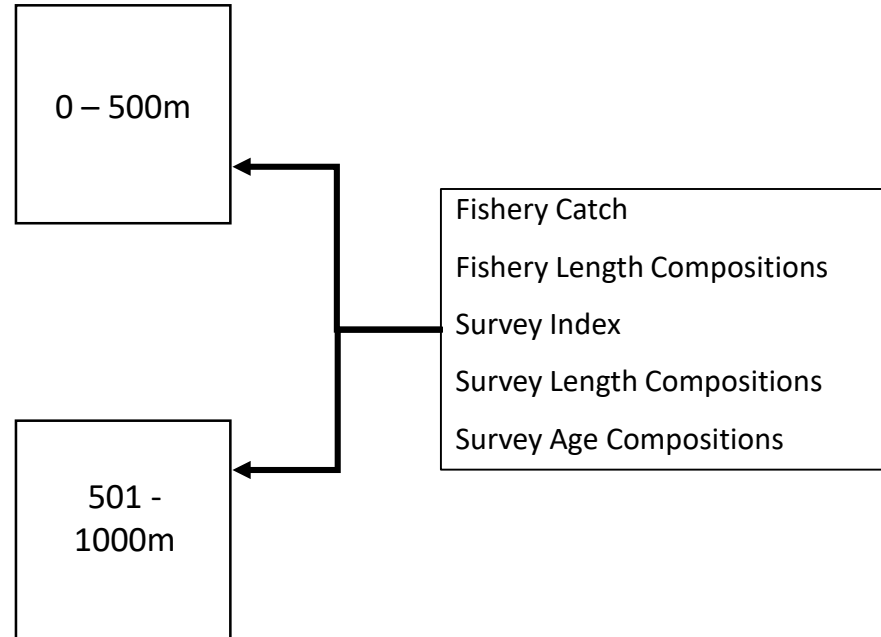 0 – 500m
Fishery Catch
Fishery Length Compositions
Survey Index
Survey Length Compositions
Survey Age Compositions
501 -
1000m